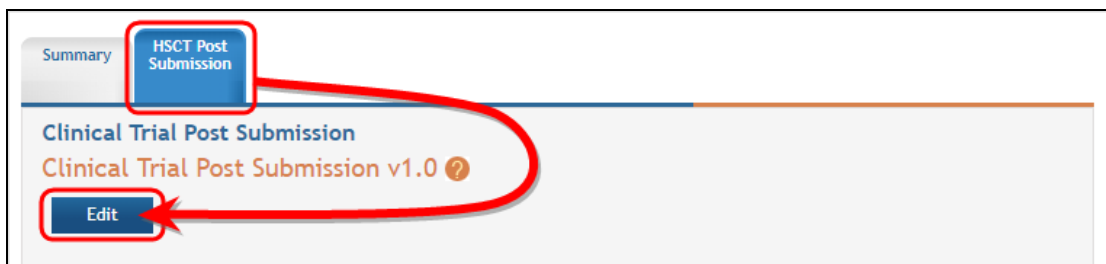 Summary
HSCT Post
Submission
Clinical Trial Post Submission
Clinical Trial Post Submission v1.0 ?
Edit